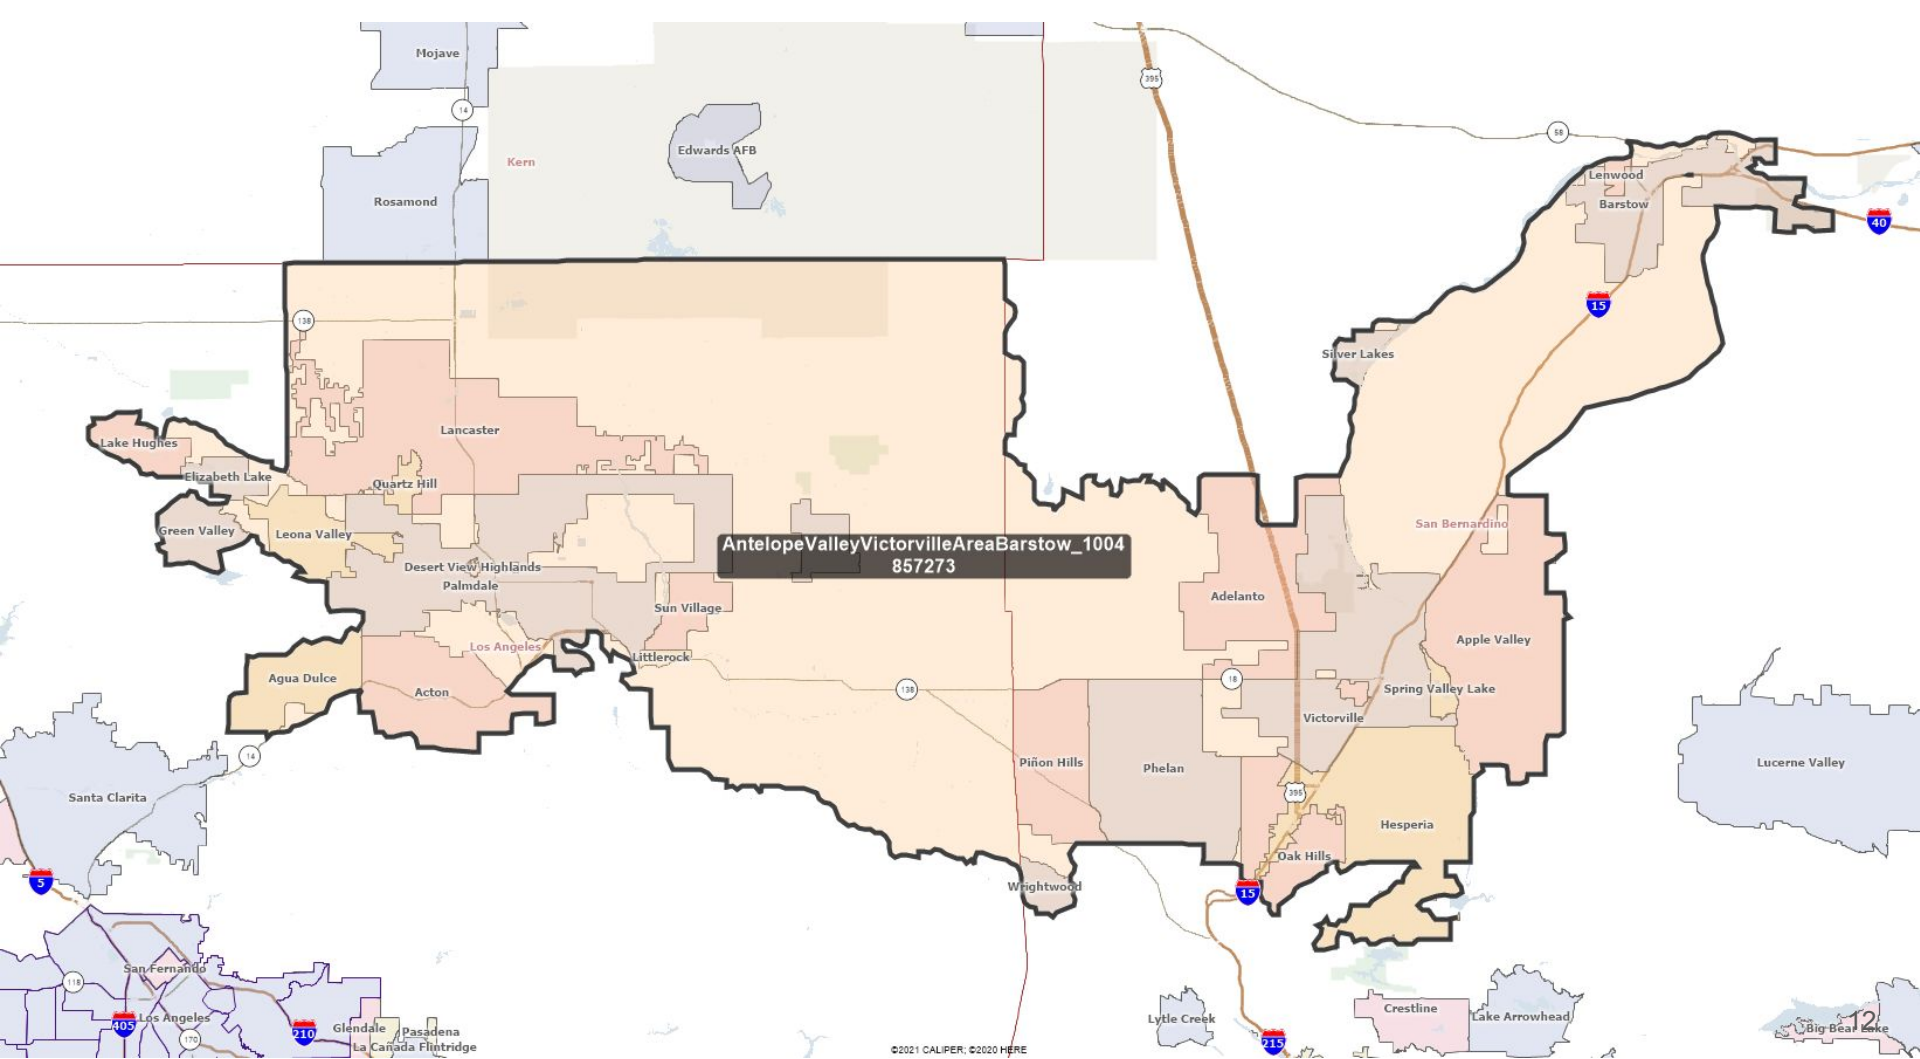 Mojave
395
14
Edwards AFB
58
Kern
Lenwood
Rosamond
Barstow
40
15
138
Silver Lakes
Lancaster
Lake Hughes
Elizabeth Lake
Quartz Hill
San Bernardino
Green Valley
Leona Valley
AntelopeValleyVictorvilleAreaBarstow_1004
857273
Desert View Highlands
Palmdale
Adelanto
Sun Village
Apple Valley
Los Angeles
Littlerock
Agua Dulce
18
Acton
138
Spring Valley Lake
Victorville
14
Piñon Hills
Phelan
Lucerne Valley
395
Santa Clarita
Hesperia
Oak Hills
5
Wrightwood
15
San Fernando
118
Crestline
Los Angeles
Lytle Creek
Lake Arrowhead
12
405
210
Glendale
Pasadena
Big Bear Lake
170
La Cañada Flintridge
215
©2021 CALIPER; ©2020 HERE